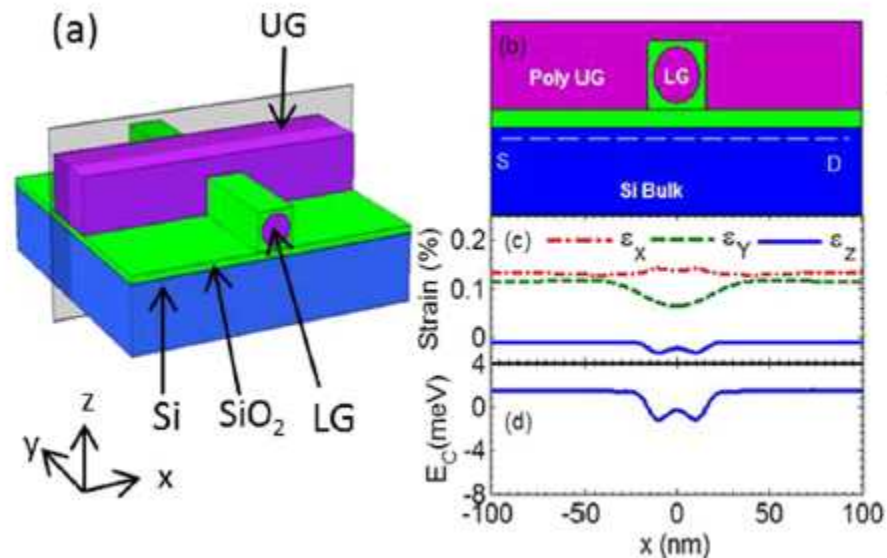 (a)
UG
Si
SiO2
LG
z
y
x
(b)
Poly UG
LG
S
D
Si Bulk
(c)
εx
εY
εz
Strain (%)
0.2
0.1
0
(d)
EC(meV)
4
0
-4
-8
-100
-50
0
50
100
x (nm)